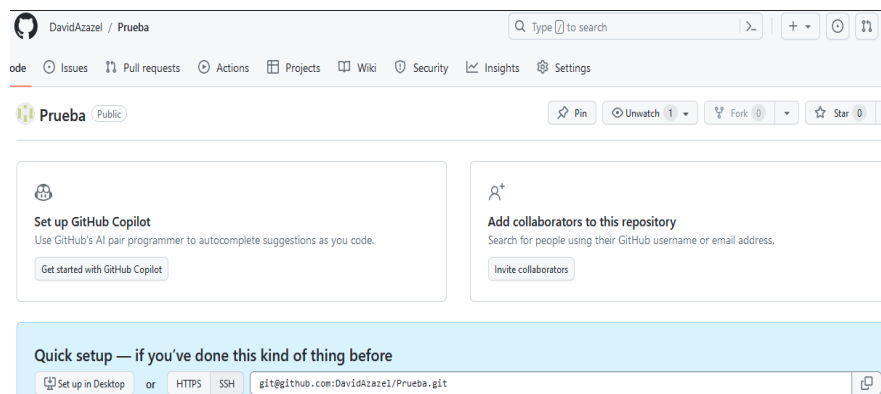 DavidAzazel / Prueba
Type / to search
ode Issues Pull requests Actions Projects Wiki Security Insights Settings
Prueba Public
Pin Unwatch 1 Fork 0 Star 0
Set up GitHub Copilot
Use GitHub's AI pair programmer to autocomplete suggestions as you code.
Get started with GitHub Copilot
Add collaborators to this repository
Search for people using their GitHub username or email address.
Invite collaborators
Quick setup — if you've done this kind of thing before
Set up in Desktop or HTTPS SSH git@github.com:DavidAzazel/Prueba.git